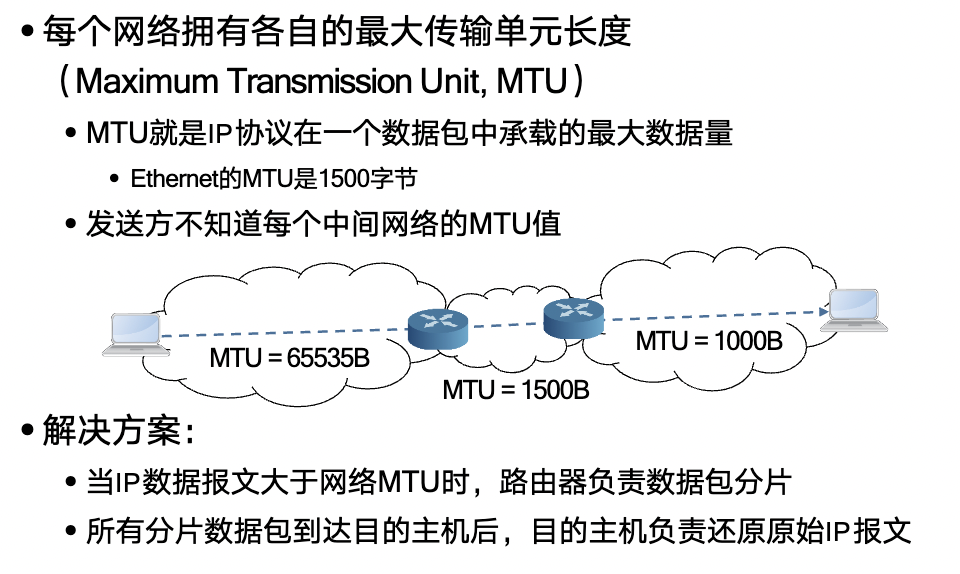 • 每个网络拥有各自的最大传输单元长度
（Maximum Transmission Unit, MTU）
• MTU就是IP协议在一个数据包中承载的最大数据量
• Ethernet的MTU是1500字节
• 发送方不知道每个中间网络的MTU值
MTU = 65535B
MTU = 1500B
MTU = 1000B
• 解决方案：
• 当IP数据报文大于网络MTU时，路由器负责数据包分片
• 所有分片数据包到达目的主机后，目的主机负责还原原始IP报文